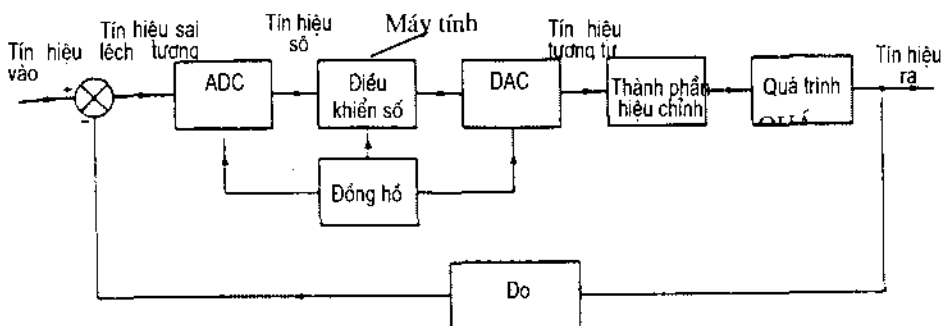 Tín hiệu
vào
Tín hiệu sai
lệch tương
ADC
Tín hiệu
số
Máy tính
Điều
khiển số
DAC
Tín hiệu
tương tự
Thành phần
hiệu chỉnh
Quá trình
QUÁ
Tín hiệu
ra
Đồng hồ
Đo
+
-